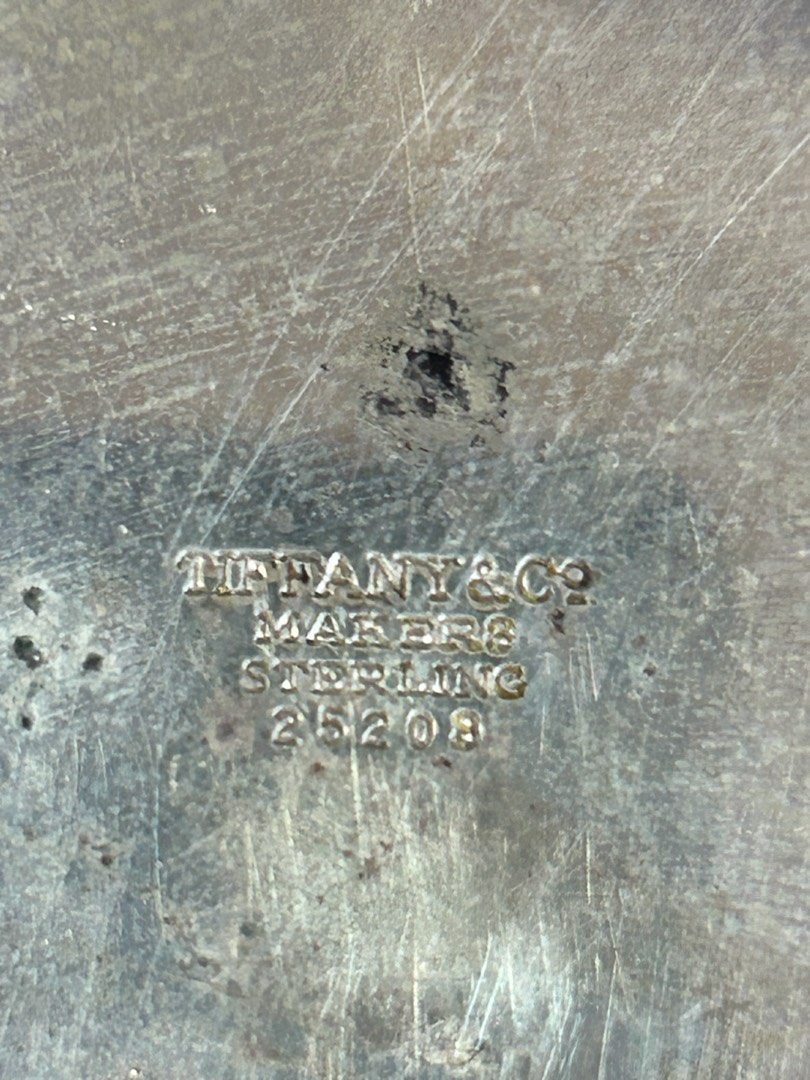 TIFFANY & Co
MAKERS
STERLING
25208